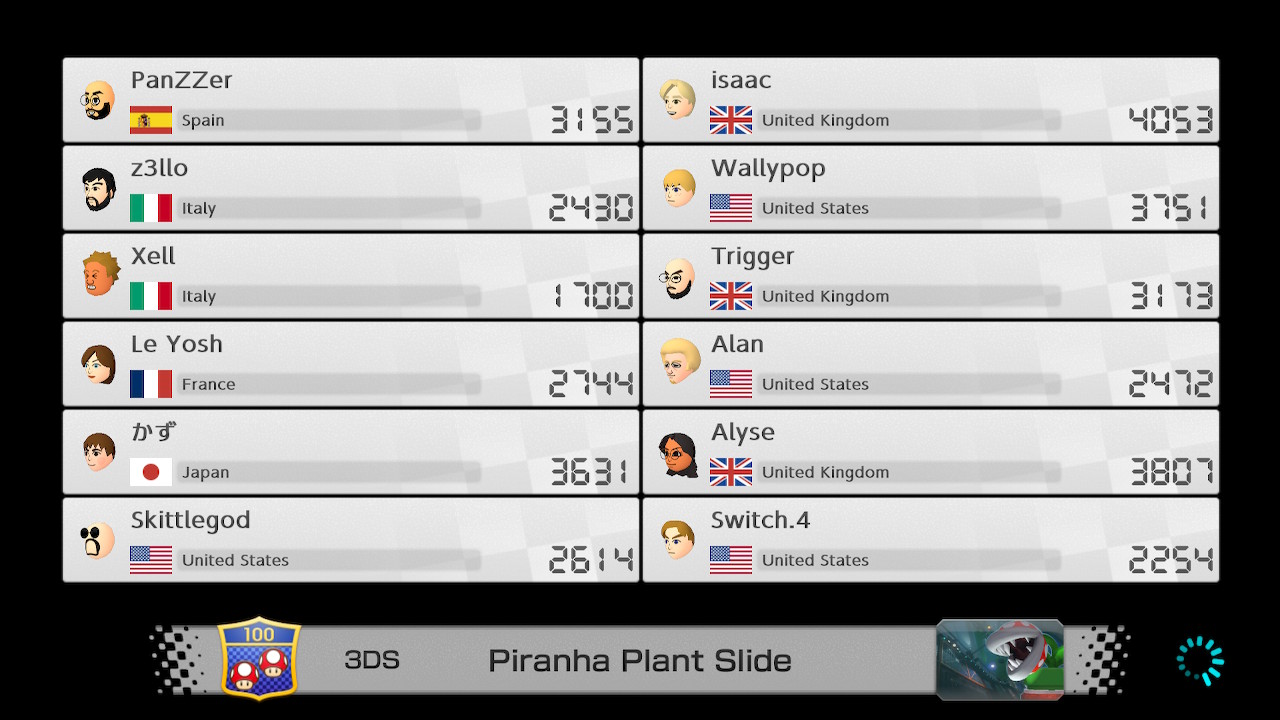 PanZZer
Spain 3155
z3llo
Italy 2430
Xell
Italy 1700
Le Yosh
France 2744
かず
Japan 3631
Skittlegod
United States 2614
isaac
United Kingdom 4053
Wallypop
United States 3751
Trigger
United Kingdom 3173
Alan
United States 2472
Alyse
United Kingdom 3807
Switch.4
United States 2254
100
3DS Piranha Plant Slide